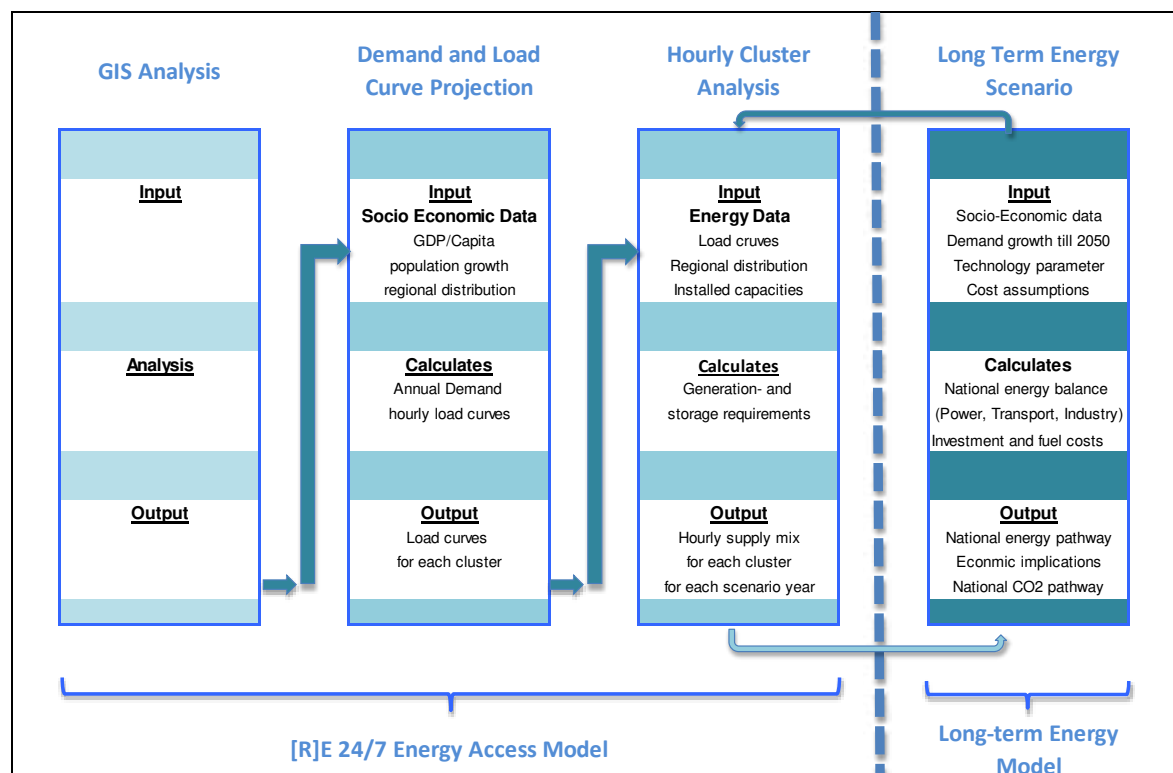 GIS Analysis
Demand and Load
Curve Projection
Hourly Cluster
Analysis
Long Term Energy
Scenario
Input
Analysis
Output
Input
Socio Economic Data
GDP/Capita
population growth
regional distribution
Calculates
Annual Demand
hourly load curves
Output
Load curves
for each cluster
Input
Energy Data
Load cruves
Regional distribution
Installed capacities
Calculates
Generation- and
storage requirements
Output
Hourly supply mix
for each cluster
for each scenario year
Input
Socio-Economic data
Demand growth till 2050
Technology parameter
Cost assumptions
Calculates
National energy balance
(Power, Transport, Industry)
Investment and fuel costs
Output
National energy pathway
Econmic implications
National CO2 pathway
[R]E 24/7 Energy Access Model
Long-term Energy
Model